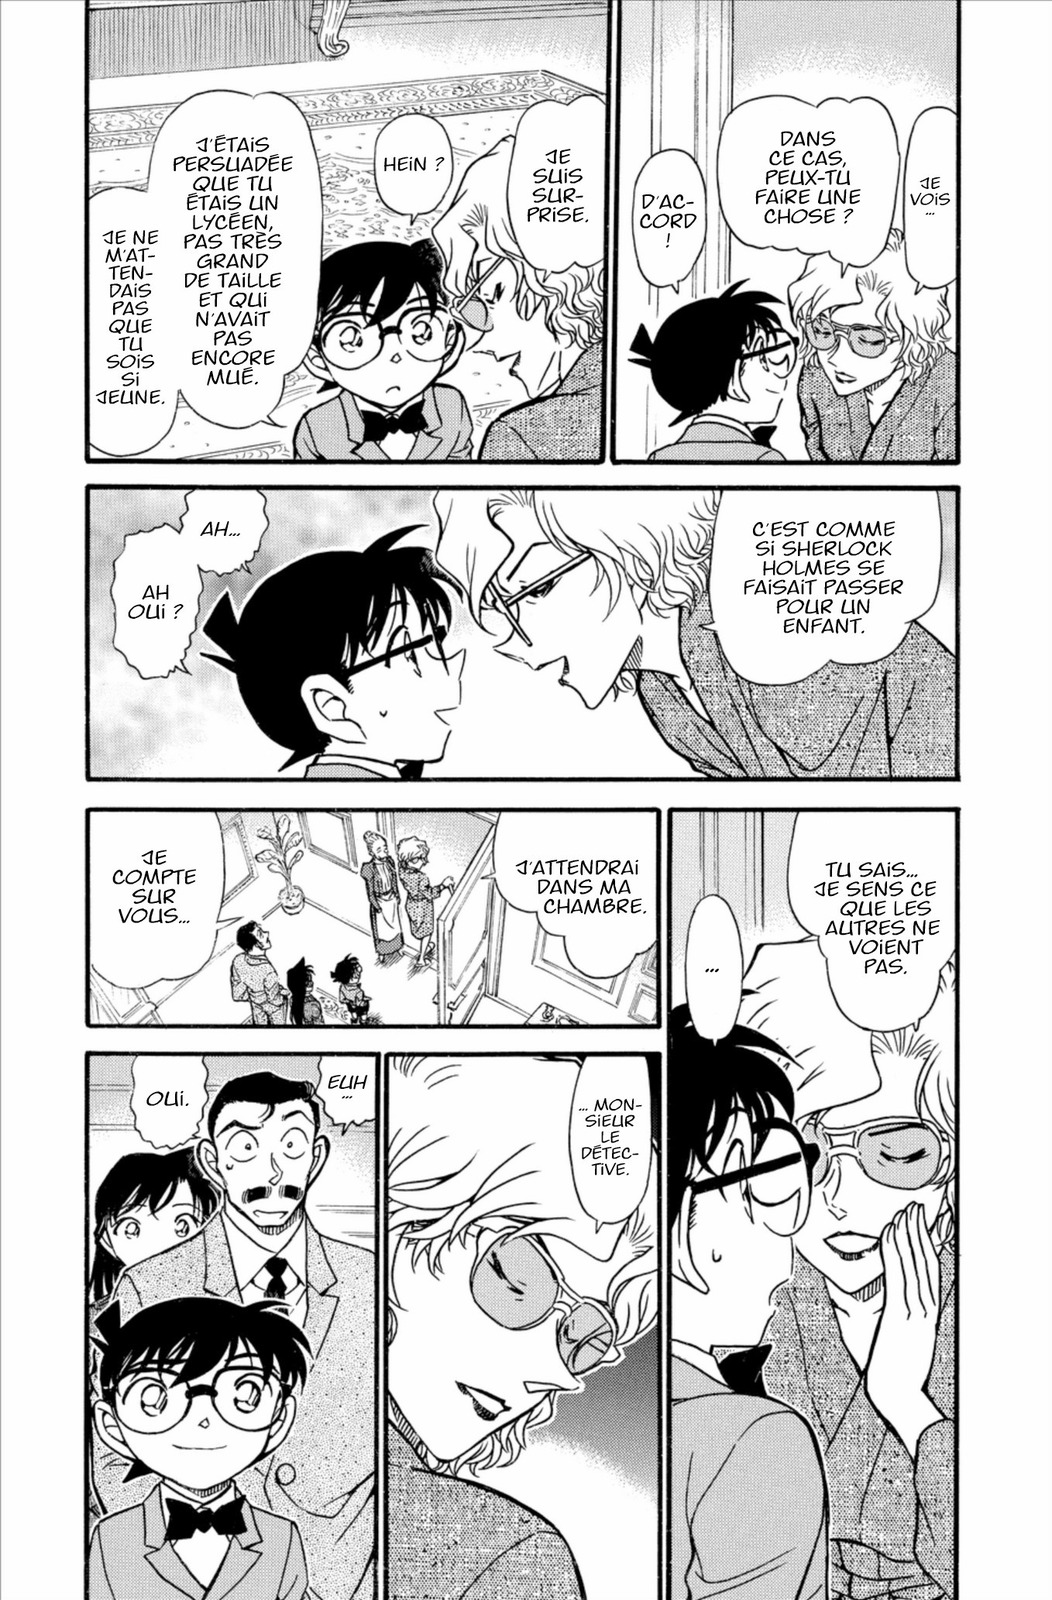 JE
VOIS
...
DANS
CE CAS,
PEUX-TU
FAIRE UNE
CHOSE ?
D'AC-
CORD
!
JE
SUIS
SUR-
PRISE.
HEIN ?
J'ÉTAIS
PERSUADÉE
QUE TU
ÉTAIS UN
LYCÉEN,
PAS TRÈS
GRAND
DE TAILLE
ET QUI
N'AVAIT
PAS
ENCORE
MUÉ.
JE NE
M'AT-
TEN-
DAIS
PAS
QUE
TU
SOIS
SI
JEUNE.
C'EST COMME
SI SHERLOCK
HOLMES SE
FAISAIT PASSER
POUR UN
ENFANT.
AH...
AH
OUI ?
TU SAIS...
JE SENS CE
QUE LES
AUTRES NE
VOIENT
PAS.
...
J'ATTENDRAI
DANS MA
CHAMBRE.
JE
COMPTE
SUR
VOUS...
... MON-
SIEUR
LE
DÉTEC-
TIVE.
EUH
...
OUI.